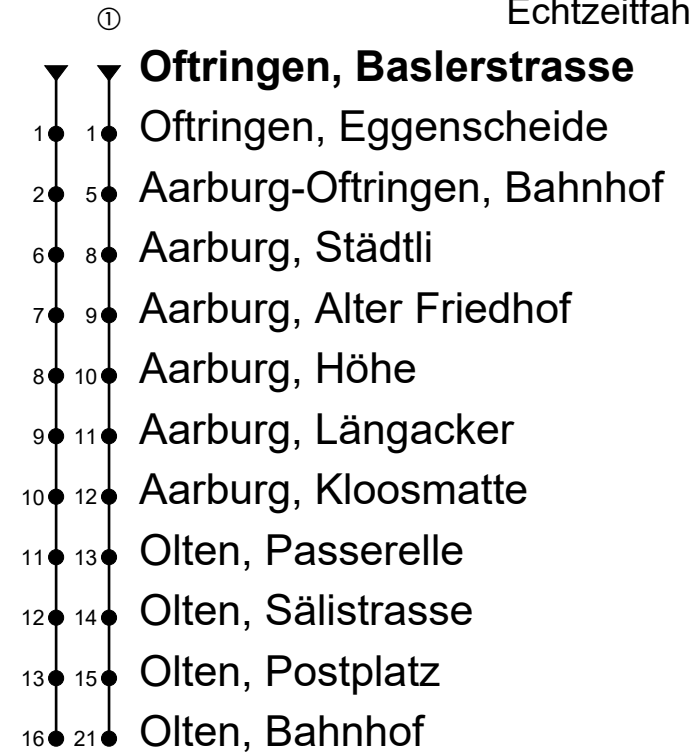 ① Echtzeitfah
Oftringen, Baslerstrasse
1 1 Oftringen, Eggenscheide
2 5 Aarburg-Oftringen, Bahnhof
6 8 Aarburg, Städtli
7 9 Aarburg, Alter Friedhof
8 10 Aarburg, Höhe
9 11 Aarburg, Längacker
10 12 Aarburg, Kloosmatte
11 13 Olten, Passerelle
12 14 Olten, Sälistrasse
13 15 Olten, Postplatz
16 21 Olten, Bahnhof